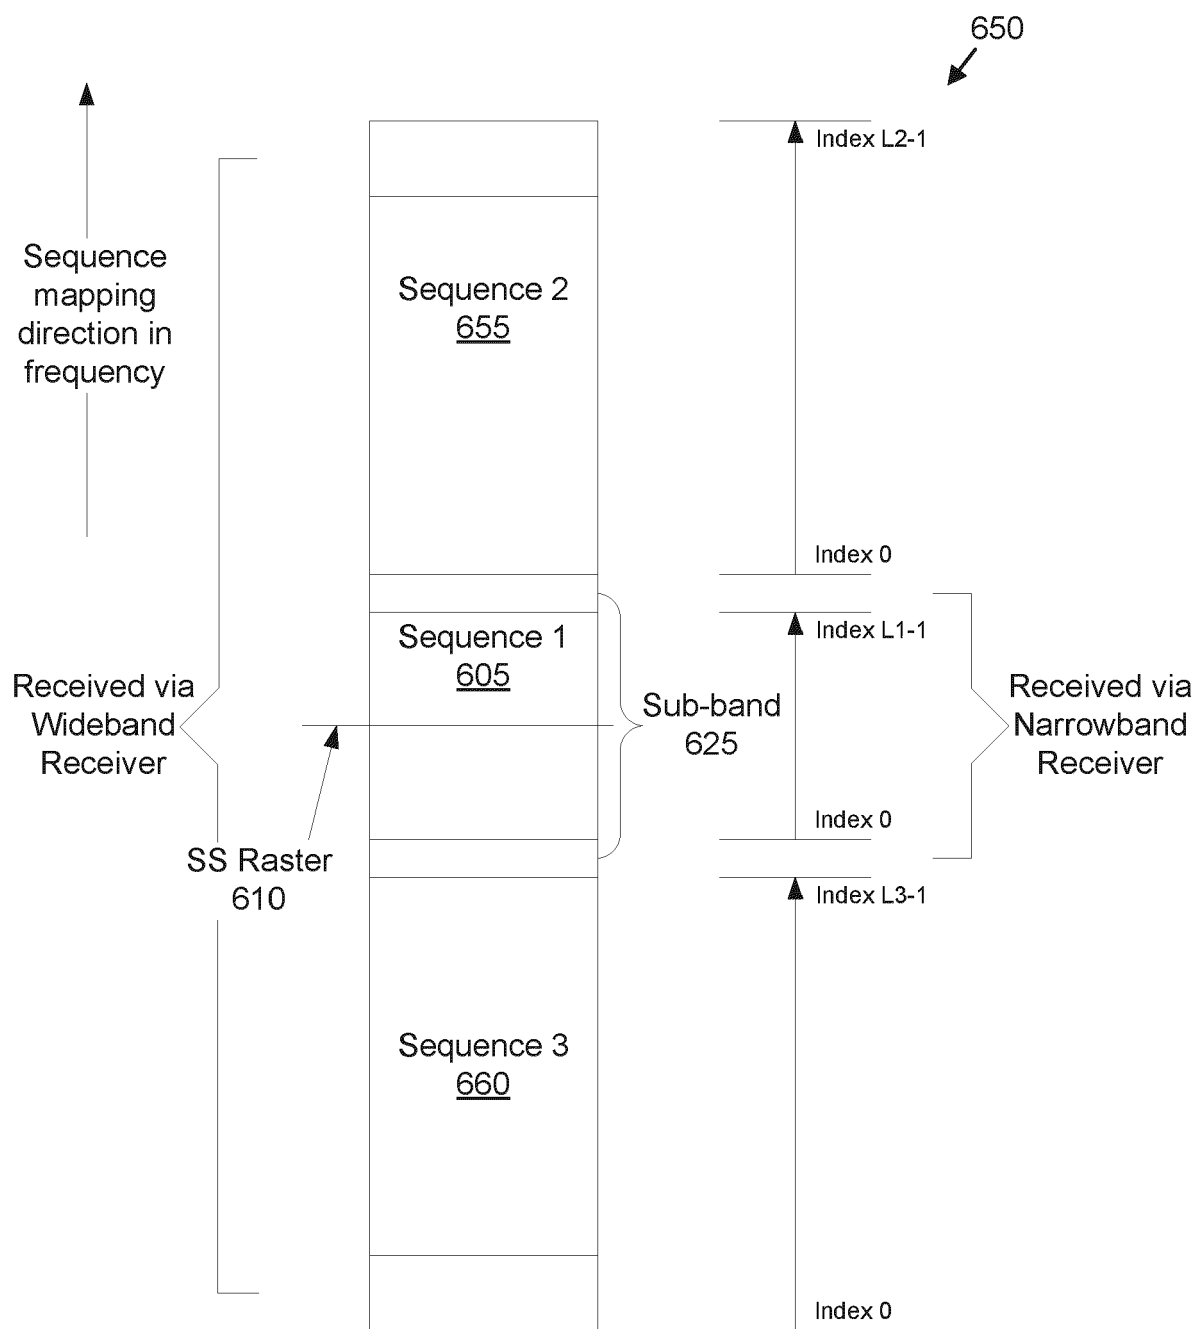 650
Index L2-1
Sequence
mapping
direction in
frequency
Sequence 2
655
Index 0
Sequence 1
605
Index L1-1
Received via
Wideband
Receiver
Sub-band
625
Received via
Narrowband
Receiver
Index 0
SS Raster
610
Index L3-1
Sequence 3
660
Index 0